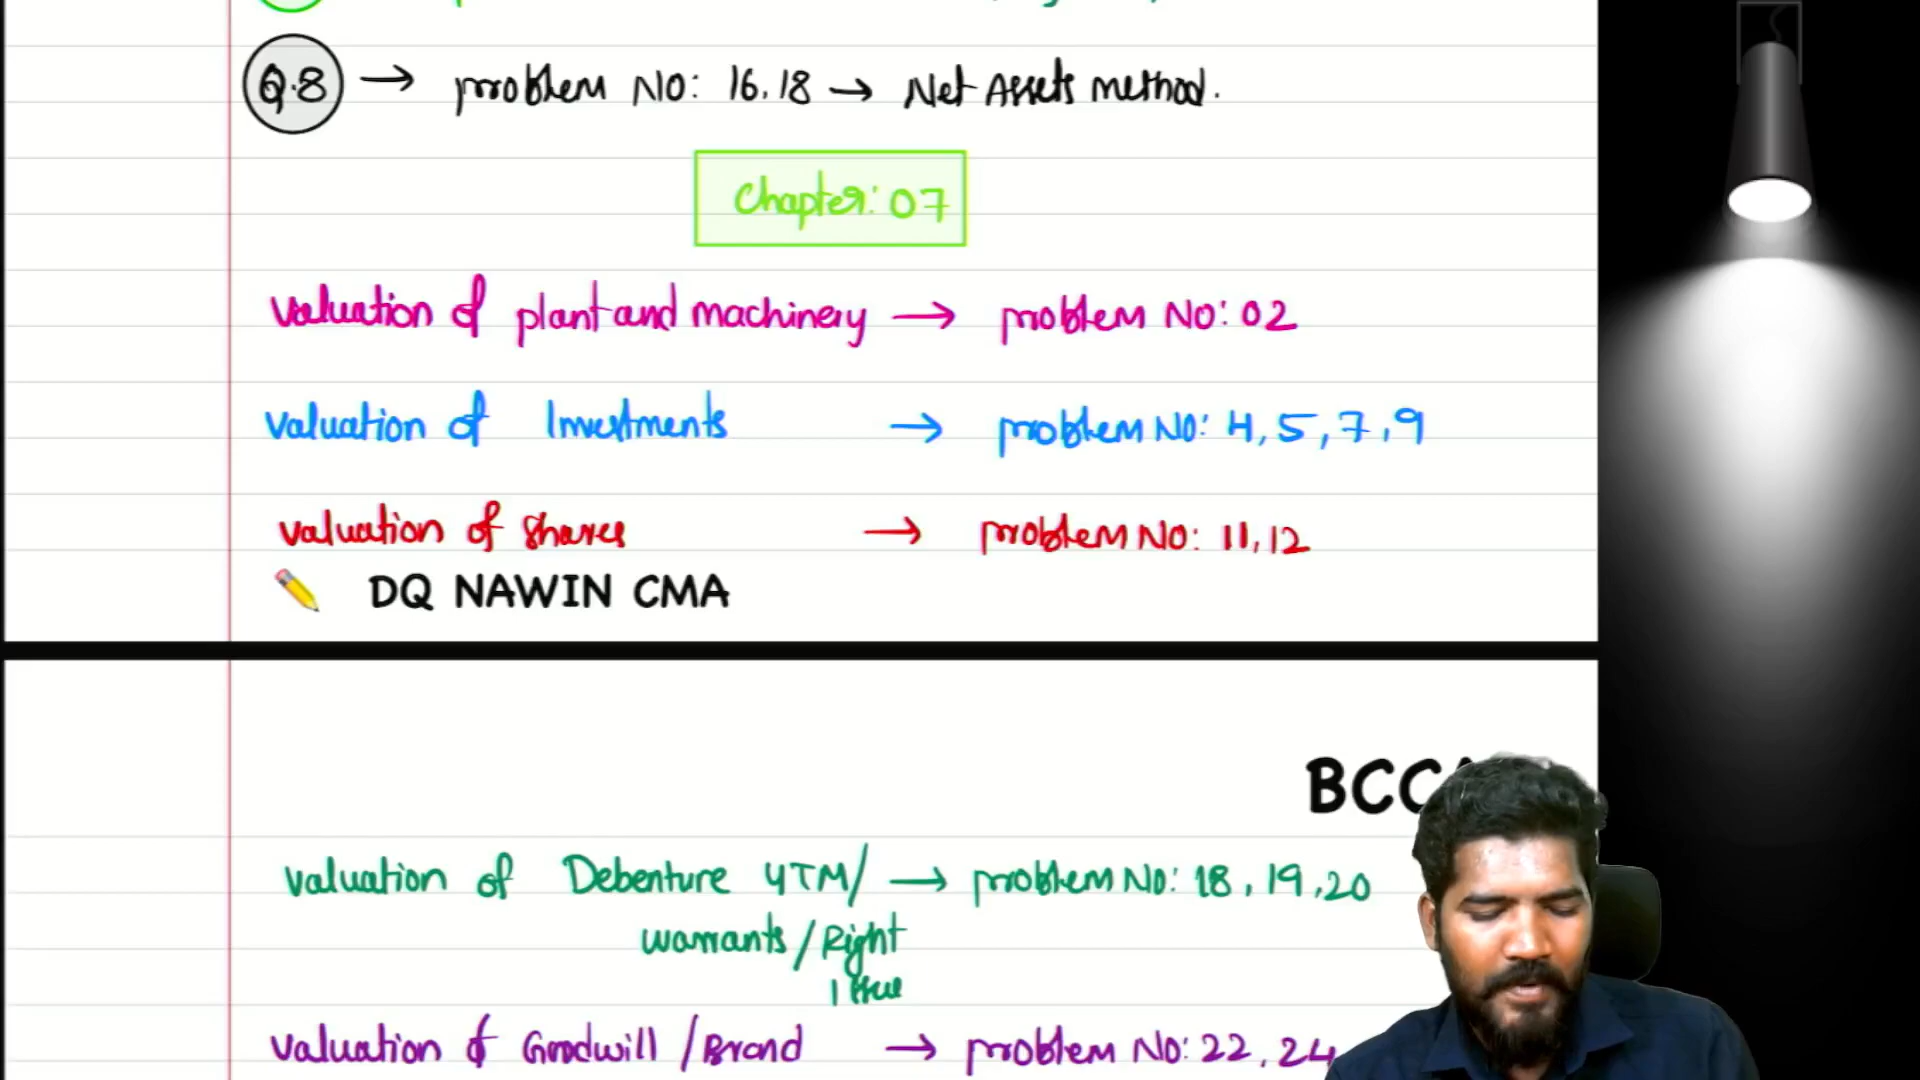 Q.8 → problem NO: 16,18 → Net Assets method.
Chapter: 07
valuation of plant and machinery → problem NO: 02
valuation of Investments → problem NO: 4, 5, 7, 9
valuation of shares → problem NO: 11, 12
DQ NAWIN CMA
BCC
valuation of Debenture YTM/ → problem NO: 18, 19, 20
warrants / Right
Issue
valuation of Goodwill / Brand → problem NO: 22, 24